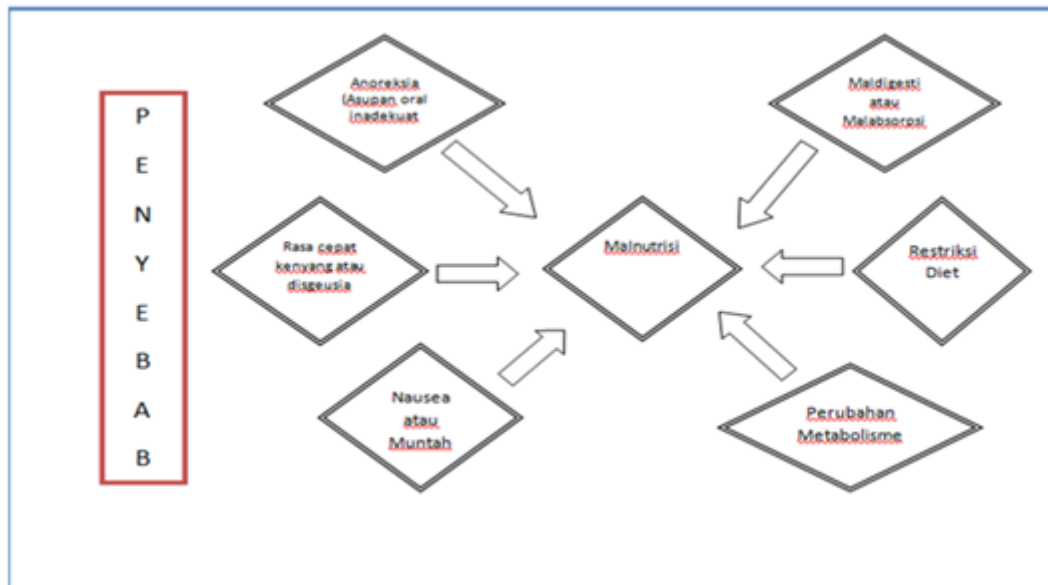 P
E
N
Y
E
B
A
B
Anoreksia
(Asupan oral
inadekuat
Maldigesti
atau
Malabsorpsi
Rasa cepat
kenyang atau
disgeusia
Malnutrisi
Restriksi
Diet
Nausea
atau
Muntah
Perubahan
Metabolisme